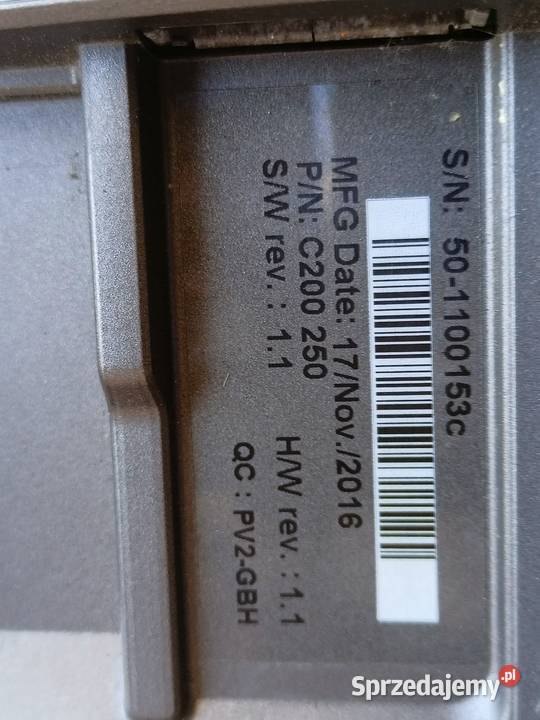 S/N: 50-1100153c
MFG Date: 17/Nov./2016
P/N: C200 250
S/W rev. : 1.1 H/W rev. : 1.1
QC : PV2-GBH
Sprzedajemy.pl